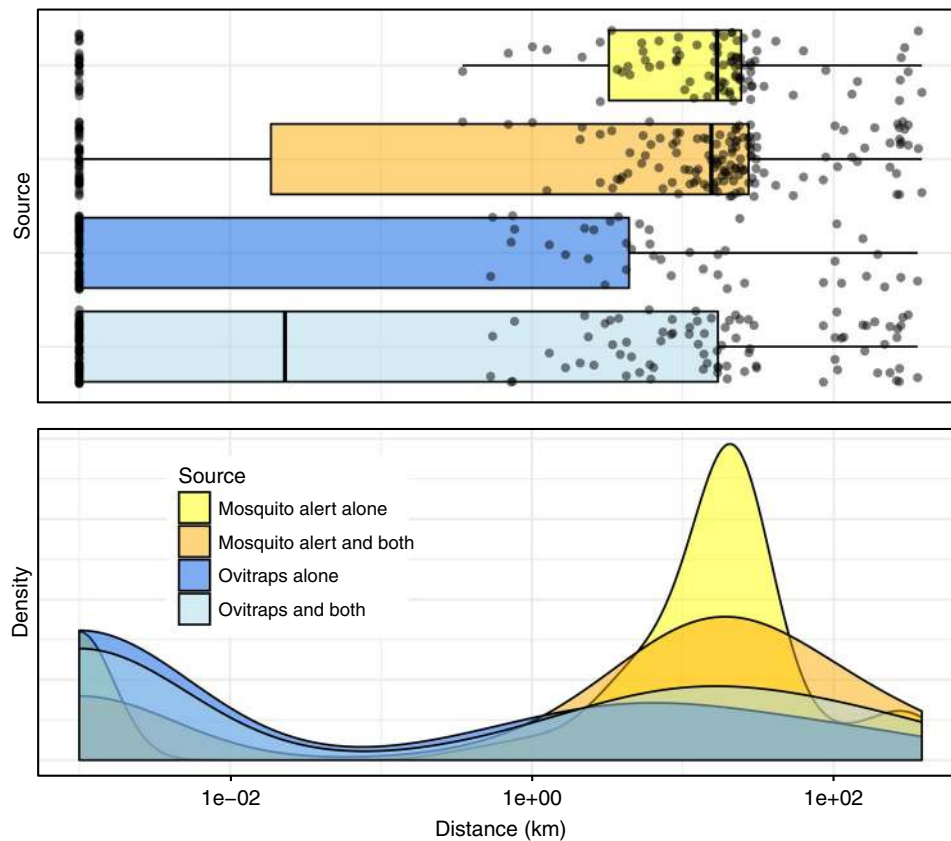 Source
Density
Source
Mosquito alert alone
Mosquito alert and both
Ovitraps alone
Ovitraps and both
1e−02
1e+00
1e+02
Distance (km)